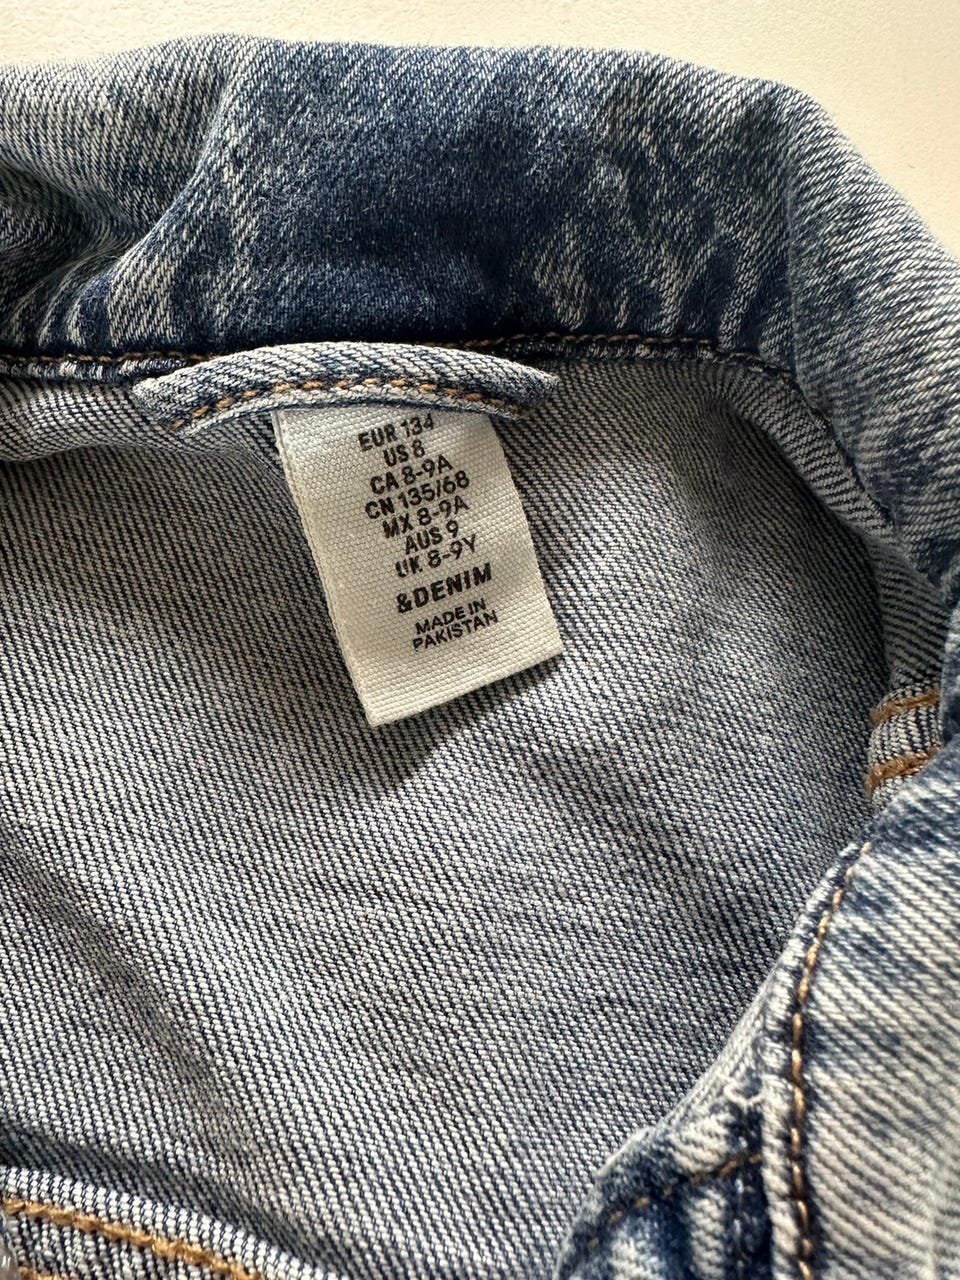 EUR 134
US 8
CA 8-9A
CN 135/68
MX 8-9A
AUS 9
UK 8-9Y
&DENIM
MADE IN
PAKISTAN